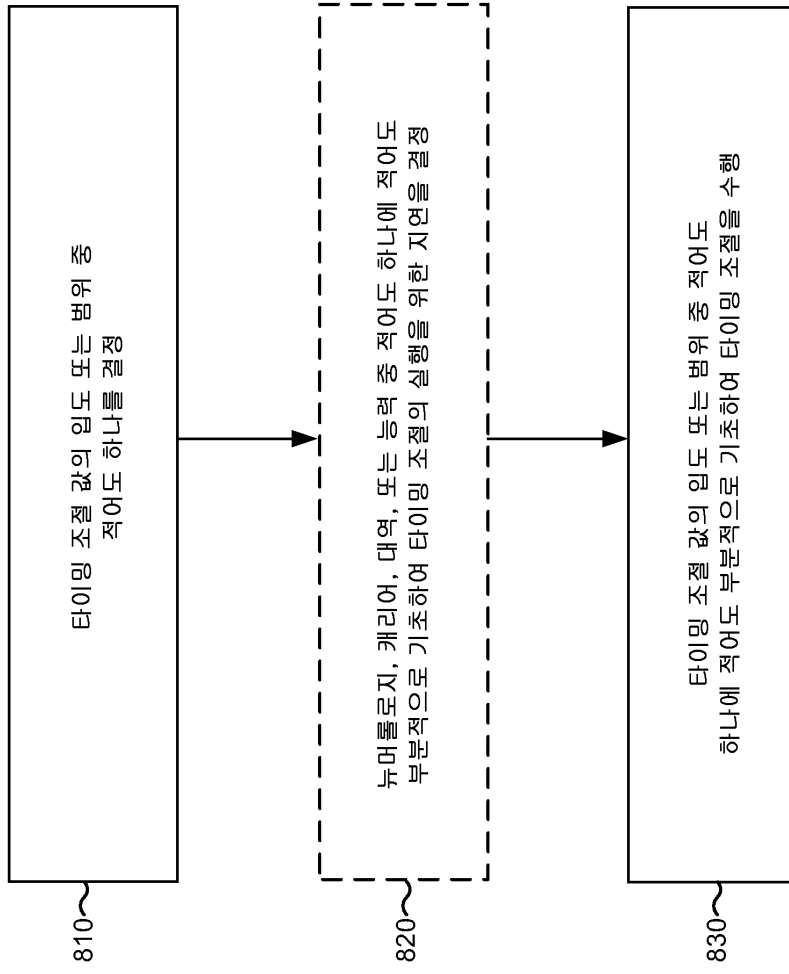 810
타이밍 조절 값의 입도 또는 범위 중
적어도 하나를 결정
820
뉴머롤로지, 캐리어, 대역, 또는 능력 중 적어도 하나에 적어도
부분적으로 기초하여 타이밍 조절의 실행을 위한 지연을 결정
830
타이밍 조절 값의 입도 또는 범위 중 적어도
하나에 적어도 부분적으로 기초하여 타이밍 조절을 수행